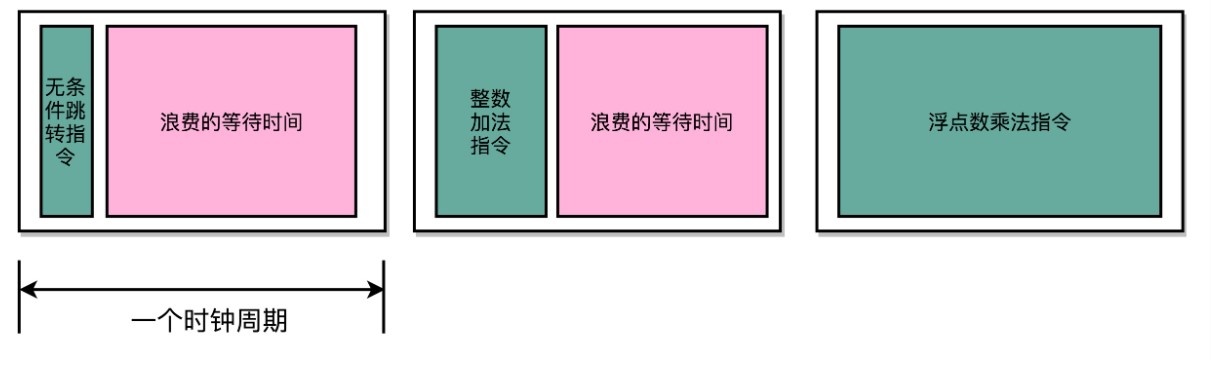 无条
件跳
转指
令
浪费的等待时间
整数
加法
指令
浪费的等待时间
浮点数乘法指令
一个时钟周期